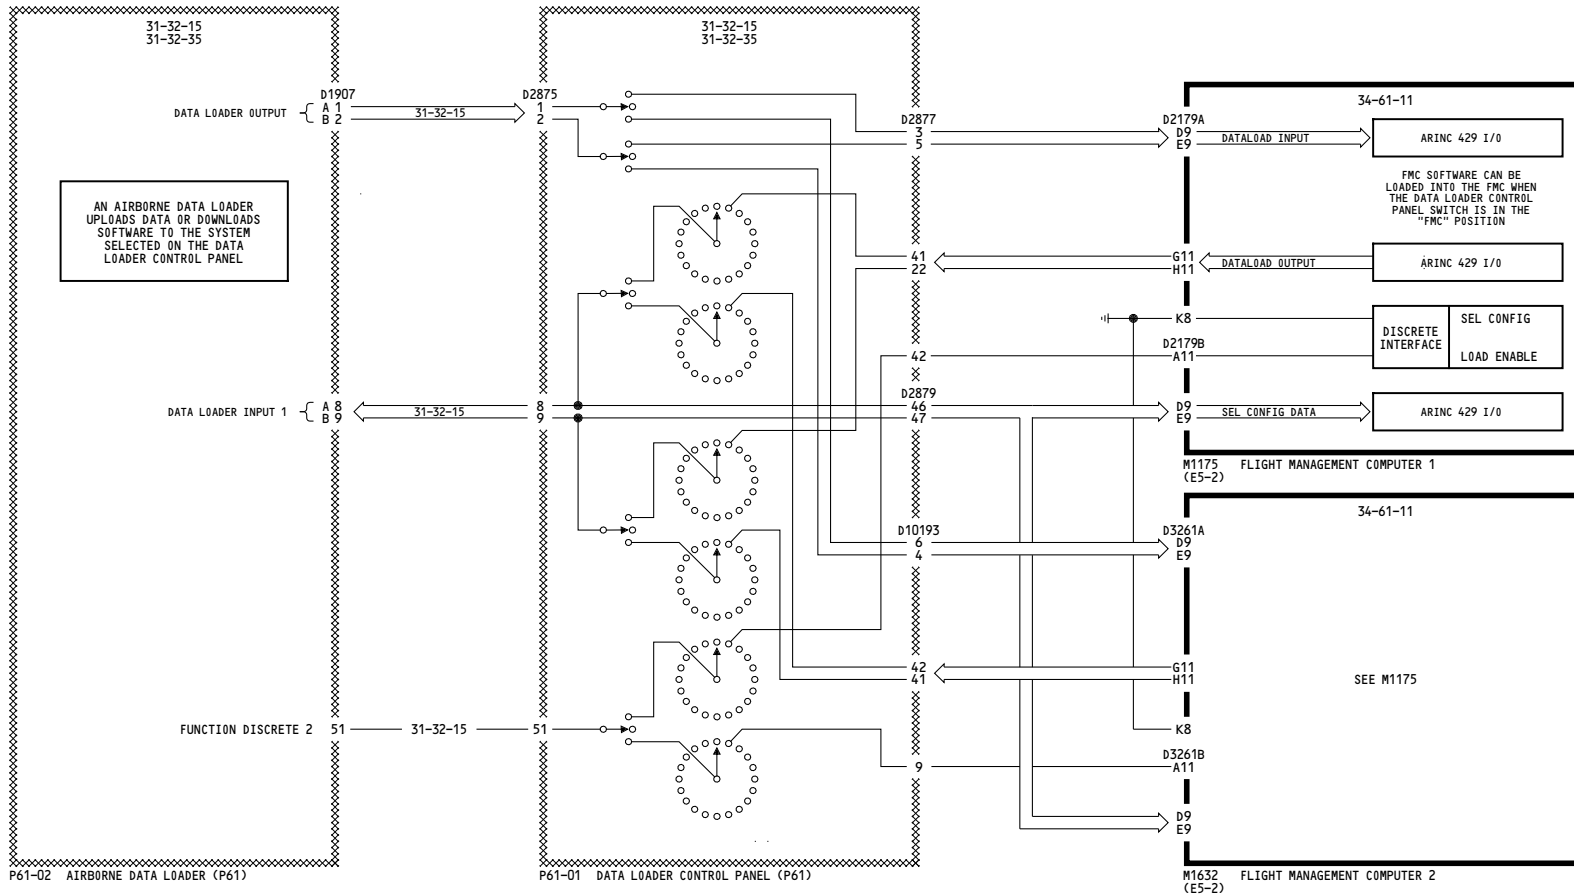 31-32-15
31-32-35
DATA LOADER OUTPUT
D1907
A 1
B 2
31-32-15
AN AIRBORNE DATA LOADER
UPLOADS DATA OR DOWNLOADS
SOFTWARE TO THE SYSTEM
SELECTED ON THE DATA
LOADER CONTROL PANEL
DATA LOADER INPUT 1
A 8
B 9
31-32-15
FUNCTION DISCRETE 2
51
31-32-15
P61-02 AIRBORNE DATA LOADER (P61)
31-32-15
31-32-35
D2875
1
2
8
9
51
D2877
3
5
41
22
42
D2879
46
47
D10193
6
4
42
41
9
P61-01 DATA LOADER CONTROL PANEL (P61)
34-61-11
D2179A
D9
E9
DATALOAD INPUT
ARINC 429 I/O
FMC SOFTWARE CAN BE
LOADED INTO THE FMC WHEN
THE DATA LOADER CONTROL
PANEL SWITCH IS IN THE
"FMC" POSITION
G11
H11
DATALOAD OUTPUT
ARINC 429 I/O
K8
DISCRETE
INTERFACE
SEL CONFIG
LOAD ENABLE
D2179B
A11
D9
E9
SEL CONFIG DATA
ARINC 429 I/O
M1175 FLIGHT MANAGEMENT COMPUTER 1
(E5-2)
34-61-11
D3261A
D9
E9
G11
H11
SEE M1175
K8
D3261B
A11
D9
E9
M1632 FLIGHT MANAGEMENT COMPUTER 2
(E5-2)